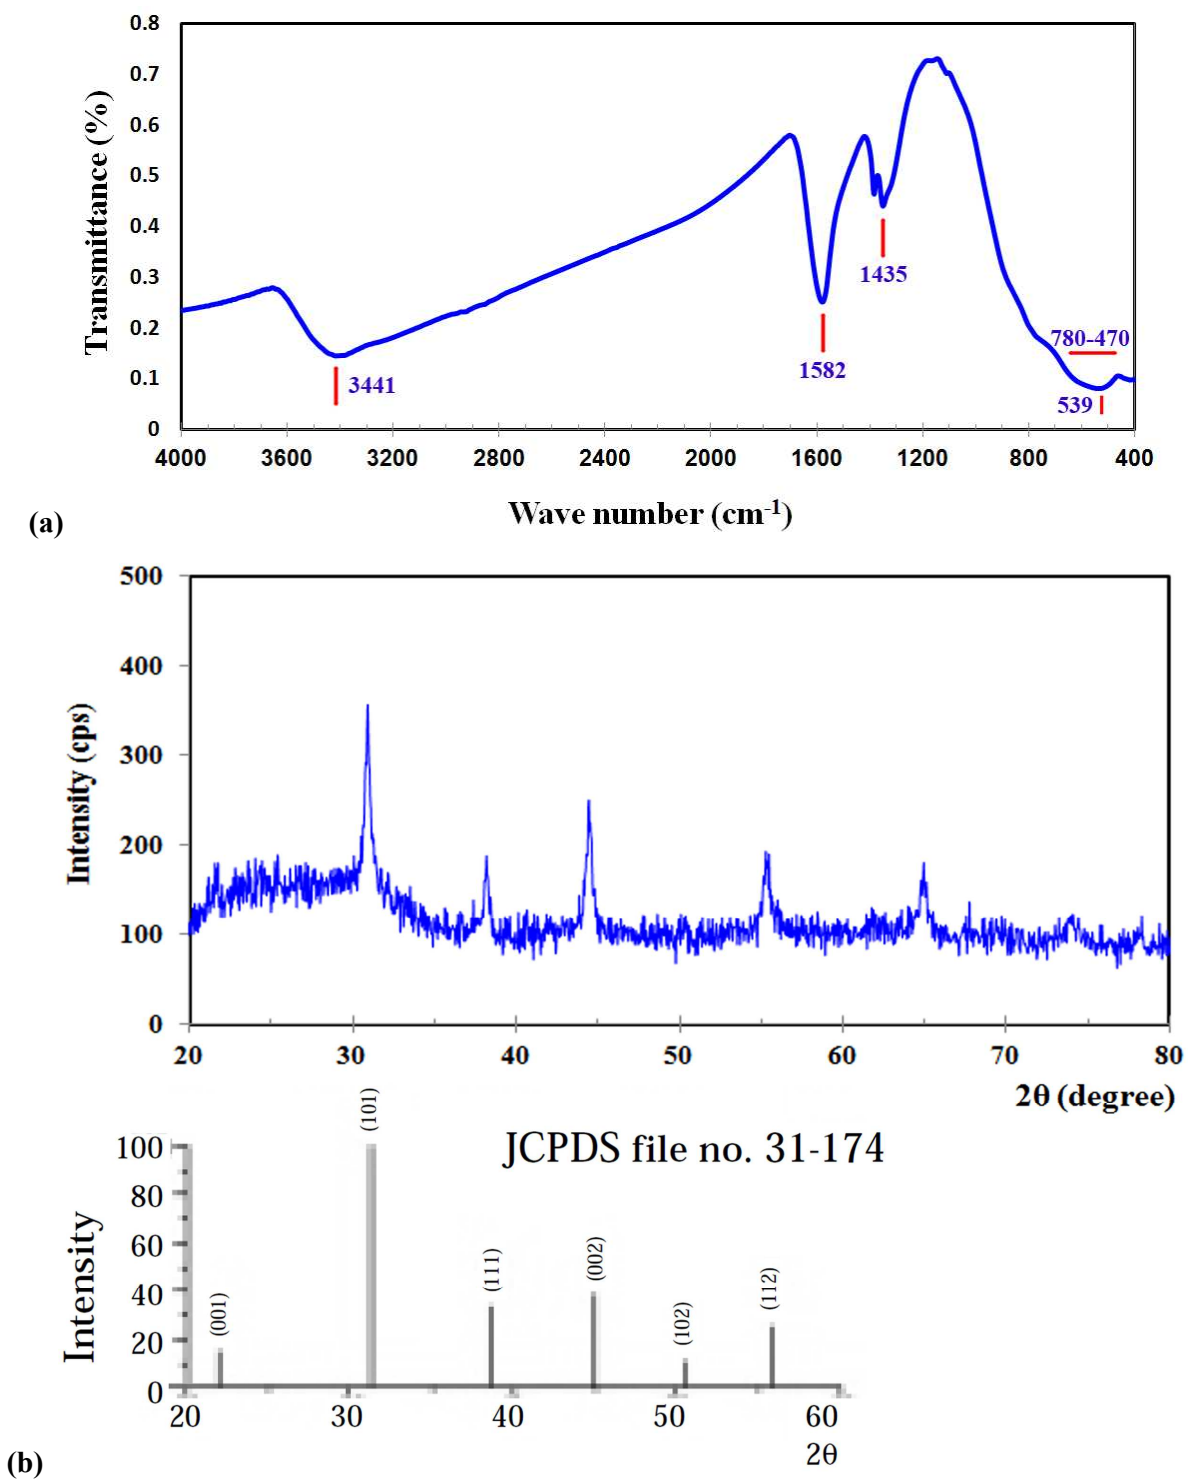 0.8
0.7
0.6
0.5
0.4
0.3
0.2
0.1
0
Transmittance (%)
3441
1582
1435
780-470
539
4000 3600 3200 2800 2400 2000 1600 1200 800 400
Wave number (cm-1)
(a)
500
400
300
200
100
0
Intensity (cps)
20 30 40 50 60 70 80
2θ (degree)
JCPDS file no. 31-174
100
80
60
40
20
0
Intensity
(001)
(101)
(111)
(002)
(102)
(112)
20 30 40 50 60
2θ
(b)